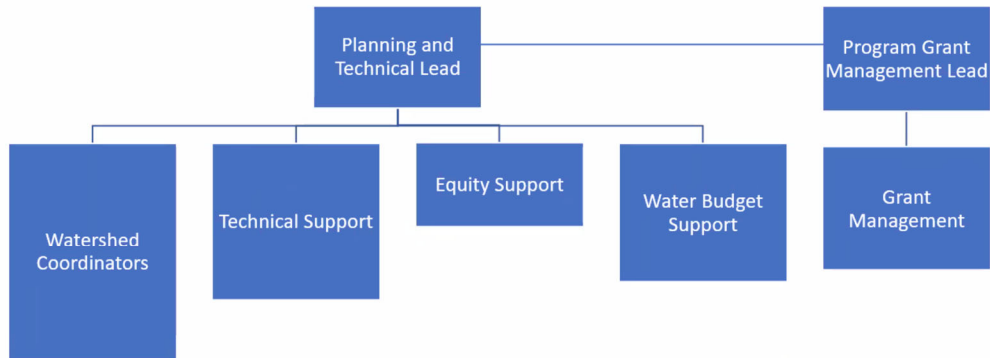 Planning and
Technical Lead
Program Grant
Management Lead
Watershed
Coordinators
Technical Support
Equity Support
Water Budget
Support
Grant
Management